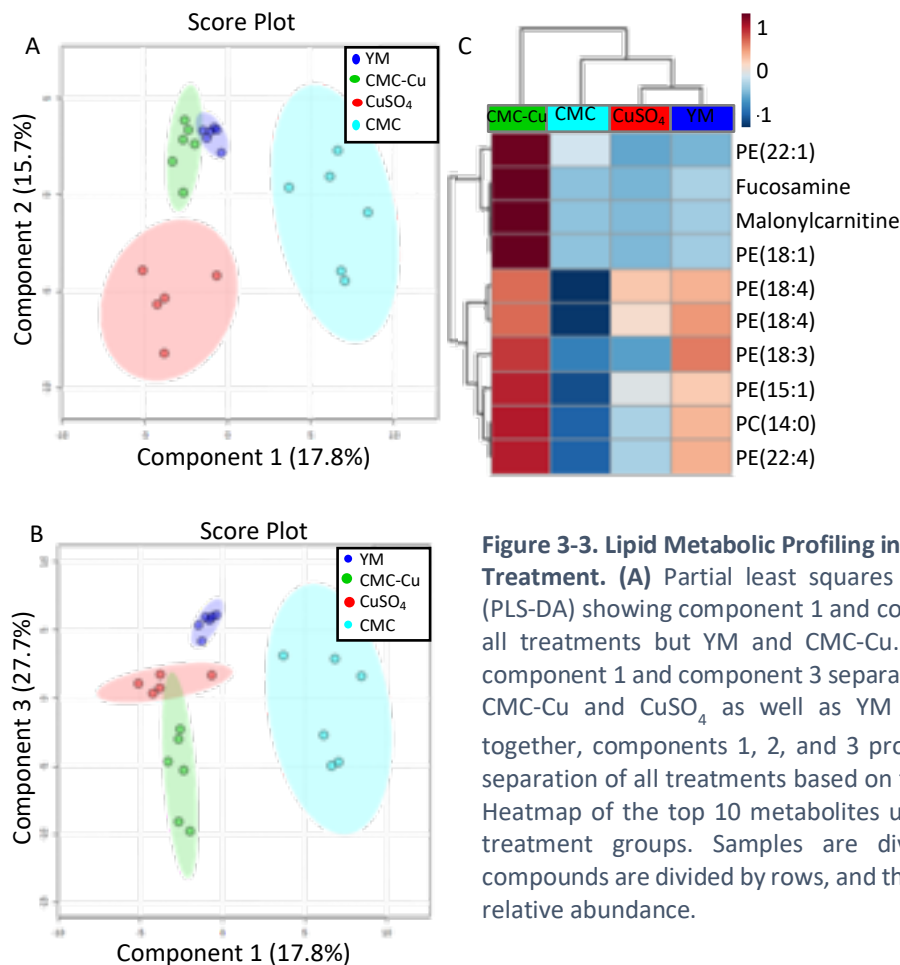 Score Plot
A
YM
CMC-Cu
CuSO₄
CMC
Component 2 (15.7%)
Component 1 (17.8%)
C
1
0
-1
CMC-Cu CMC CuSO₄ YM
PE(22:1)
Fucosamine
Malonylcarnitine
PE(18:1)
PE(18:4)
PE(18:4)
PE(18:3)
PE(15:1)
PC(14:0)
PE(22:4)
B
Score Plot
YM
CMC-Cu
CuSO₄
CMC
Component 3 (27.7%)
Component 1 (17.8%)
Figure 3-3. Lipid Metabolic Profiling in
Treatment. (A) Partial least squares
(PLS-DA) showing component 1 and co
all treatments but YM and CMC-Cu.
component 1 and component 3 separa
CMC-Cu and CuSO₄ as well as YM
together, components 1, 2, and 3 pro
separation of all treatments based on
Heatmap of the top 10 metabolites u
treatment groups. Samples are div
compounds are divided by rows, and th
relative abundance.